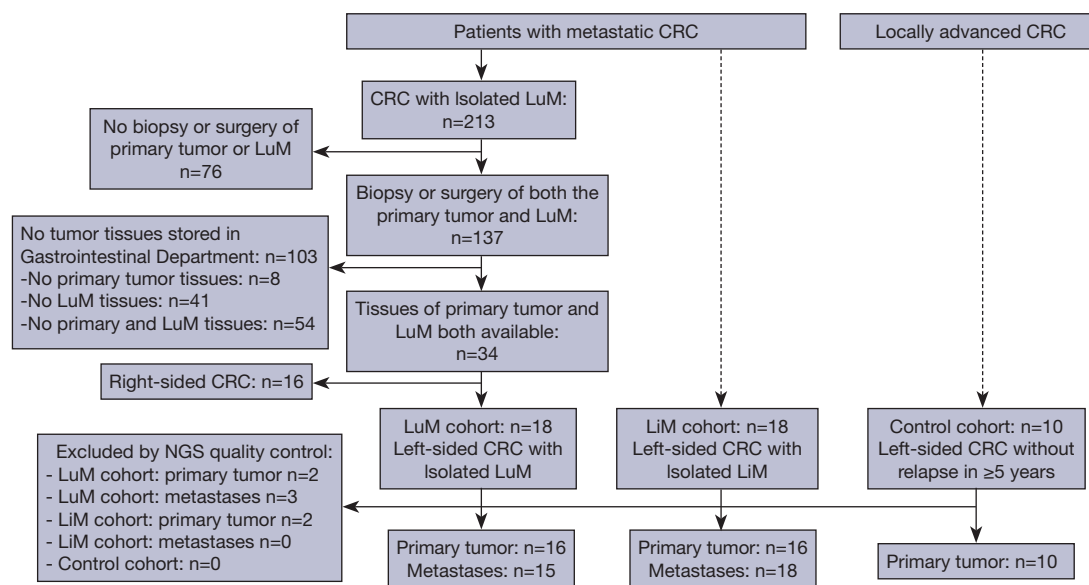 Patients with metastatic CRC
Locally advanced CRC
CRC with Isolated LuM:
n=213
No biopsy or surgery of
primary tumor or LuM
n=76
Biopsy or surgery of both the
primary tumor and LuM:
n=137
No tumor tissues stored in
Gastrointestinal Department: n=103
-No primary tumor tissues: n=8
-No LuM tissues: n=41
-No primary and LuM tissues: n=54
Tissues of primary tumor and
LuM both available:
n=34
Right-sided CRC: n=16
LuM cohort: n=18
Left-sided CRC with
Isolated LuM
LiM cohort: n=18
Left-sided CRC with
Isolated LiM
Control cohort: n=10
Left-sided CRC without
relapse in ≥5 years
Excluded by NGS quality control:
- LuM cohort: primary tumor n=2
- LuM cohort: metastases n=3
- LiM cohort: primary tumor n=2
- LiM cohort: metastases n=0
- Control cohort: n=0
Primary tumor: n=16
Metastases: n=15
Primary tumor: n=16
Metastases: n=18
Primary tumor: n=10